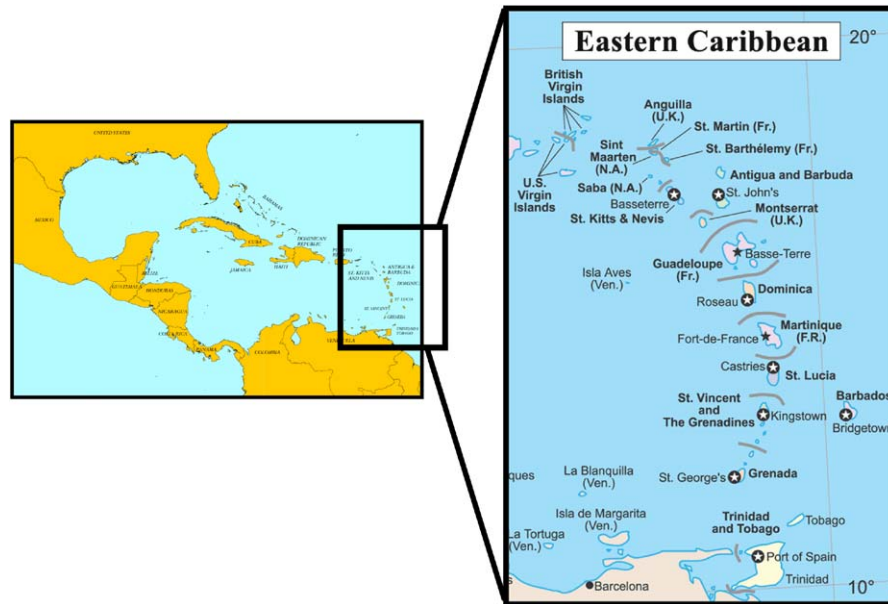 UNITED STATES
MEXICO
BAHAMAS
CUBA
DOMINICAN
REPUBLIC
JAMAICA
HAITI
BELIZE
GUATEMALA
HONDURAS
NICARAGUA
COSTA RICA
PANAMA
COLOMBIA
VENEZUELA
ST. KITTS
AND NEVIS
ANTIGUA &
BARBUDA
ST. LUCIA
GRENADA
Eastern Caribbean
20°
British
Virgin
Islands
Anguilla
(U.K.)
St. Martin (Fr.)
Sint
Maarten
(N.A.)
St. Barthélemy (Fr.)
U.S.
Virgin
Islands
Saba (N.A.)
Antigua and Barbuda
Basseterre
St. John's
St. Kitts & Nevis
Montserrat
(U.K.)
Basse-Terre
Guadeloupe
(Fr.)
Isla Aves
(Ven.)
Dominica
Roseau
Martinique
(F.R.)
Fort-de-France
Castries
St. Lucia
St. Vincent
and
The Grenadines
Kingstown
Barbados
Bridgetown
St. George's
Grenada
ques
La Blanquilla
(Ven.)
Isla de Margarita
(Ven.)
La Tortuga
(Ven.)
Trinidad
and Tobago
Tobago
Port of Spain
Trinidad
Barcelona
10°